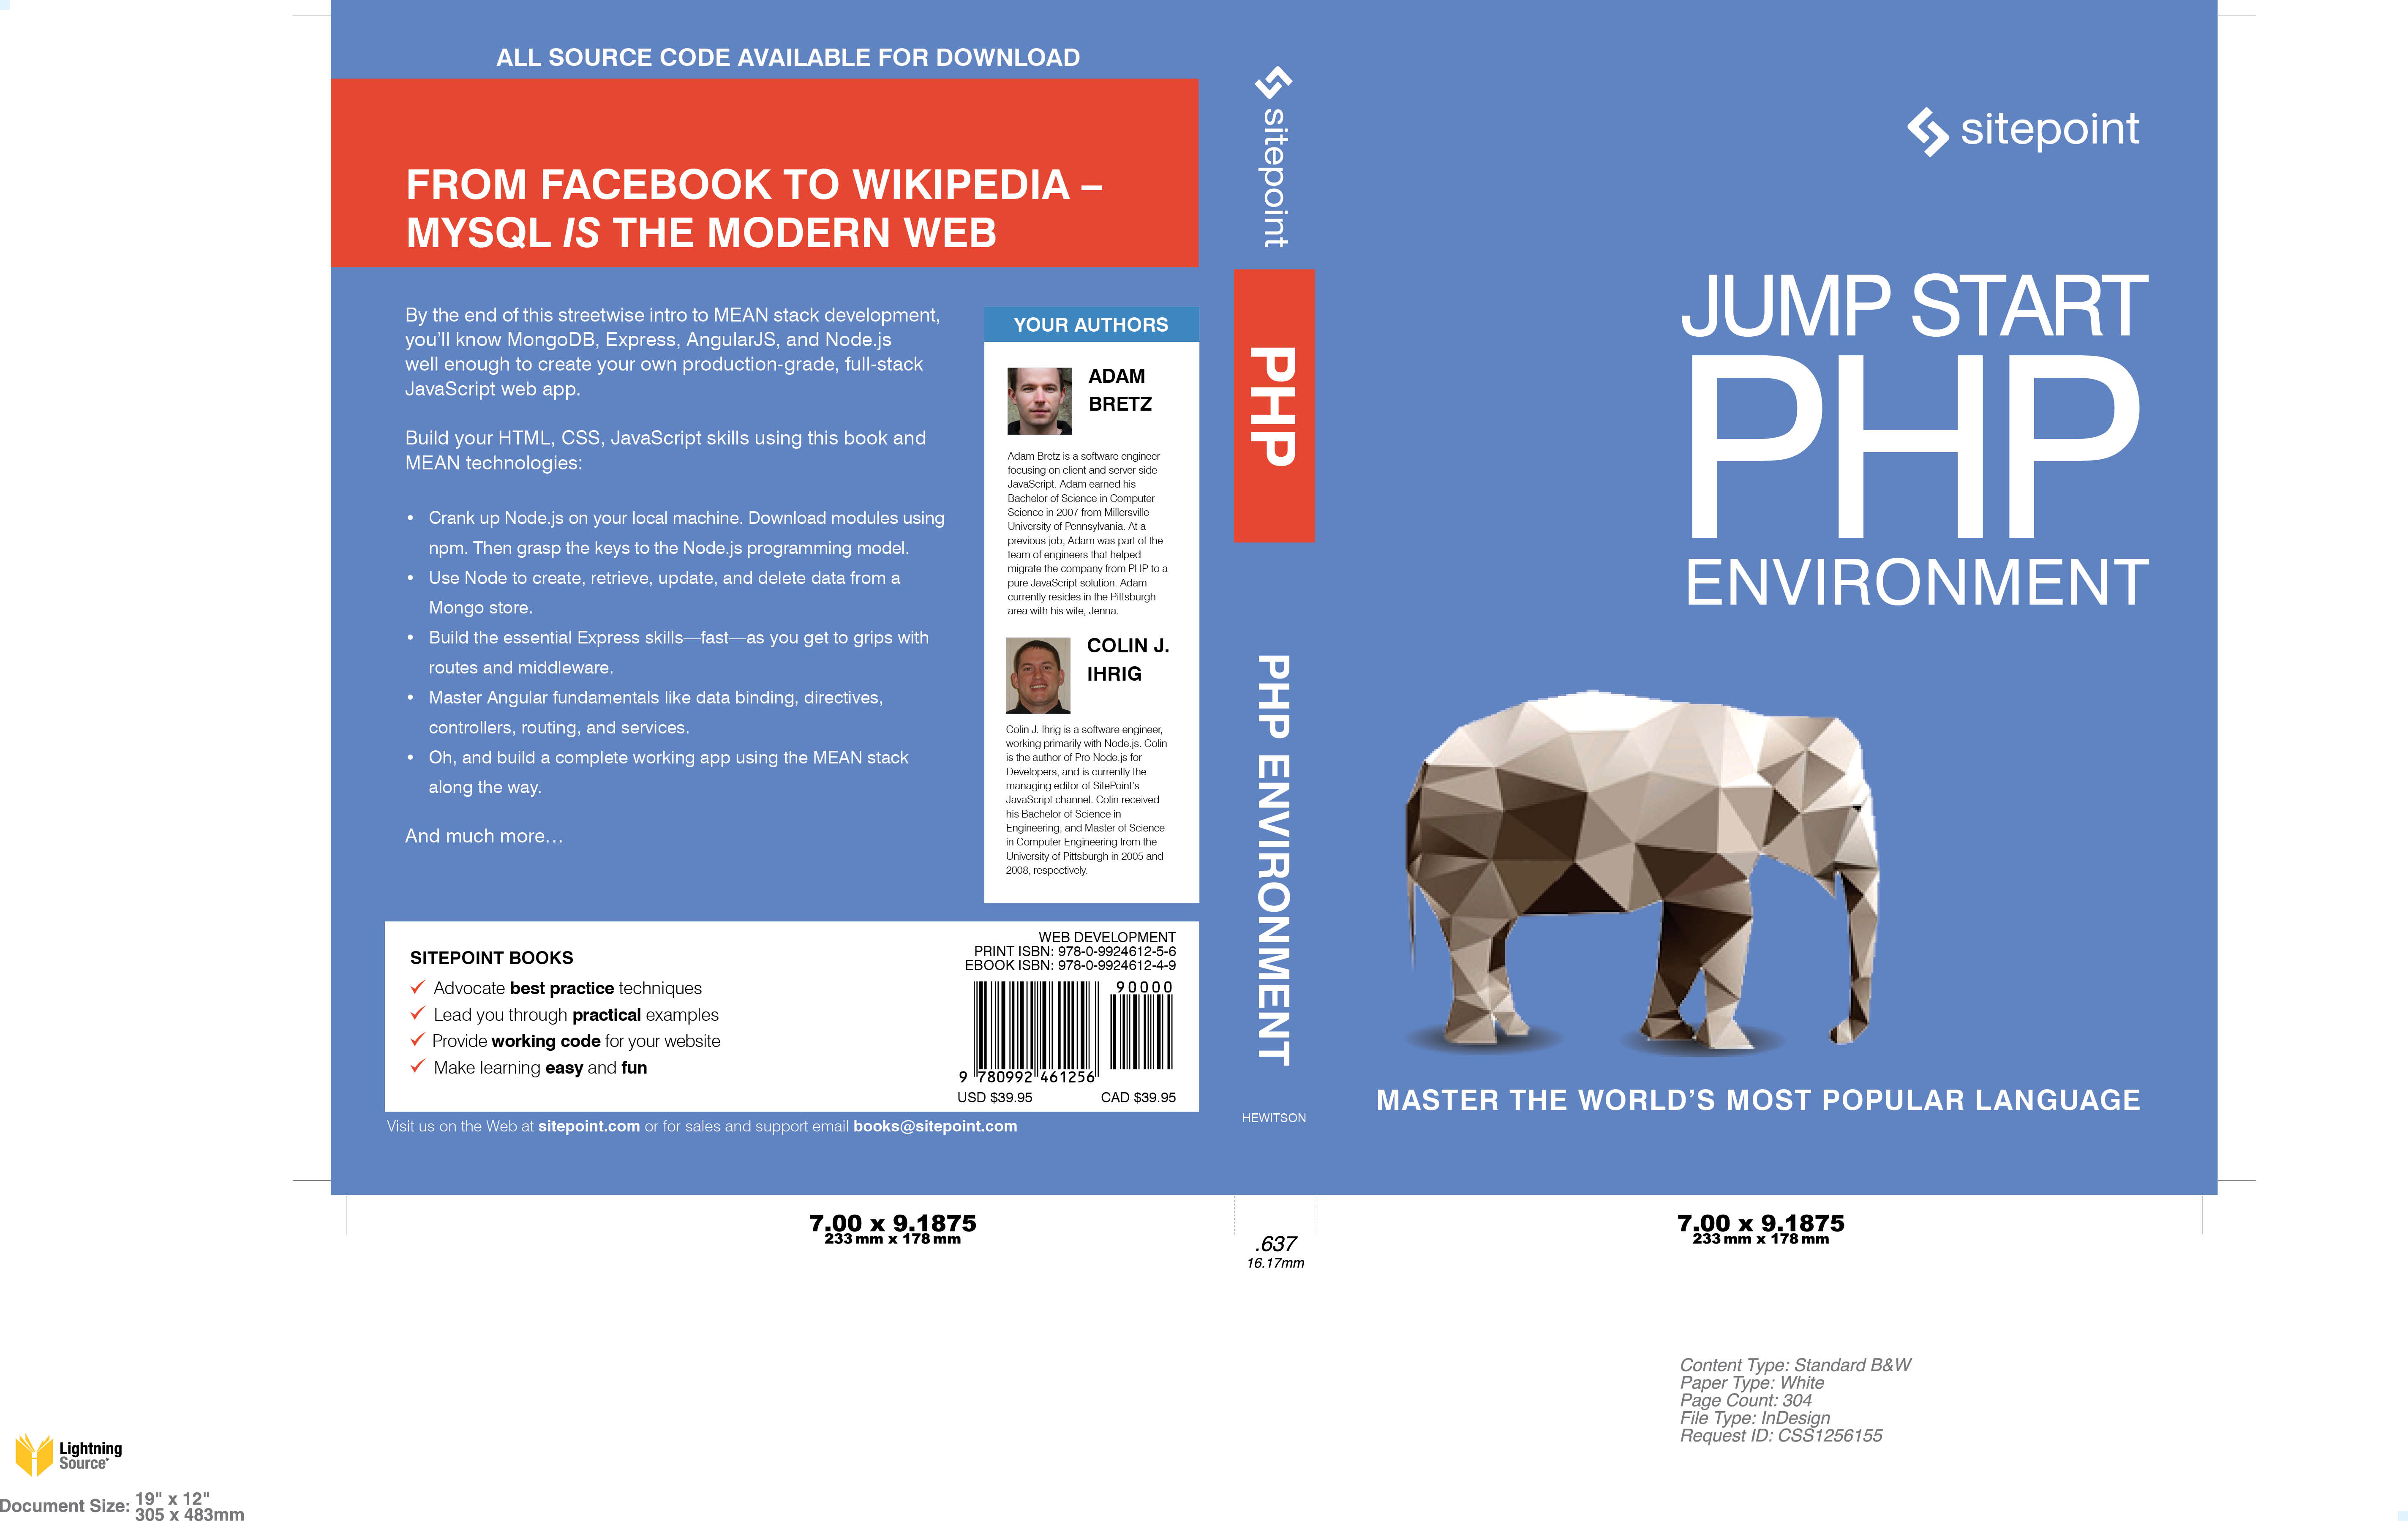 ALL SOURCE CODE AVAILABLE FOR DOWNLOAD
FROM FACEBOOK TO WIKIPEDIA –
MYSQL IS THE MODERN WEB
By the end of this streetwise intro to MEAN stack development,
you’ll know MongoDB, Express, AngularJS, and Node.js
well enough to create your own production-grade, full-stack
JavaScript web app.
Build your HTML, CSS, JavaScript skills using this book and
MEAN technologies:
• Crank up Node.js on your local machine. Download modules using
npm. Then grasp the keys to the Node.js programming model.
• Use Node to create, retrieve, update, and delete data from a
Mongo store.
• Build the essential Express skills—fast—as you get to grips with
routes and middleware.
• Master Angular fundamentals like data binding, directives,
controllers, routing, and services.
• Oh, and build a complete working app using the MEAN stack
along the way.
And much more…
YOUR AUTHORS
ADAM
BRETZ
Adam Bretz is a software engineer
focusing on client and server side
JavaScript. Adam earned his
Bachelor of Science in Computer
Science in 2007 from Millersville
University of Pennsylvania. At a
previous job, Adam was part of the
team of engineers that helped
migrate the company from PHP to a
pure JavaScript solution. Adam
currently resides in the Pittsburgh
area with his wife, Jenna.
COLIN J.
IHRIG
Colin J. Ihrig is a software engineer,
working primarily with Node.js. Colin
is the author of Pro Node.js for
Developers, and is currently the
managing editor of SitePoint's
JavaScript channel. Colin received
his Bachelor of Science in
Engineering, and Master of Science
in Computer Engineering from the
University of Pittsburgh in 2005 and
2008, respectively.
SITEPOINT BOOKS
✓ Advocate best practice techniques
✓ Lead you through practical examples
✓ Provide working code for your website
✓ Make learning easy and fun
WEB DEVELOPMENT
PRINT ISBN: 978-0-9924612-5-6
EBOOK ISBN: 978-0-9924612-4-9
90000
9 780992 461256
USD $39.95 CAD $39.95
Visit us on the Web at sitepoint.com or for sales and support email books@sitepoint.com
sitepoint
PHP
PHP ENVIRONMENT
HEWITSON
sitepoint
JUMP START
PHP
ENVIRONMENT
MASTER THE WORLD’S MOST POPULAR LANGUAGE
7.00 x 9.1875
233 mm x 178 mm
.637
16.17mm
7.00 x 9.1875
233 mm x 178 mm
Content Type: Standard B&W
Paper Type: White
Page Count: 304
File Type: InDesign
Request ID: CSS1256155
Lightning
Source®
Document Size: 19" x 12"
305 x 483mm